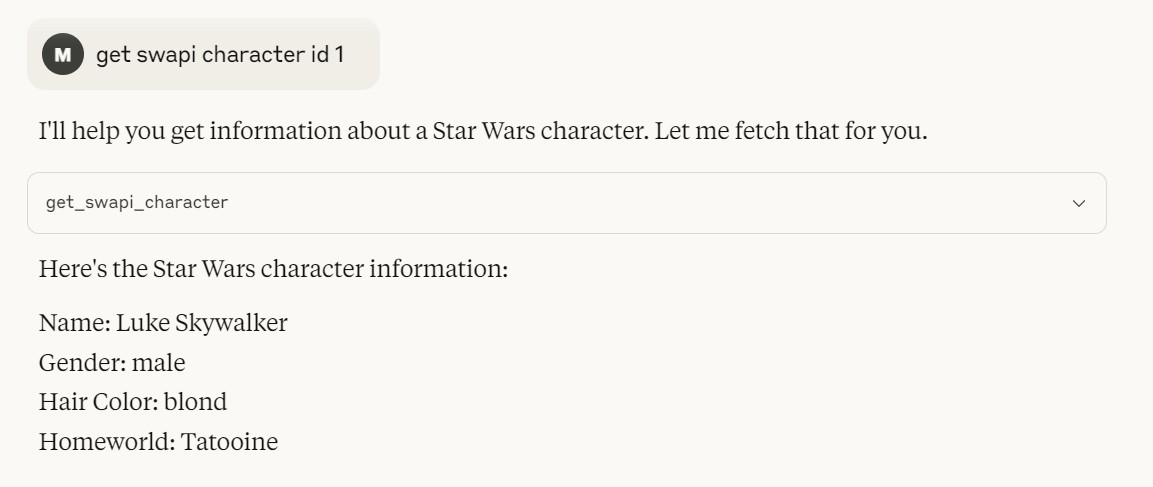 M get swapi character id 1
I'll help you get information about a Star Wars character. Let me fetch that for you.
get_swapi_character
Here's the Star Wars character information:
Name: Luke Skywalker
Gender: male
Hair Color: blond
Homeworld: Tatooine